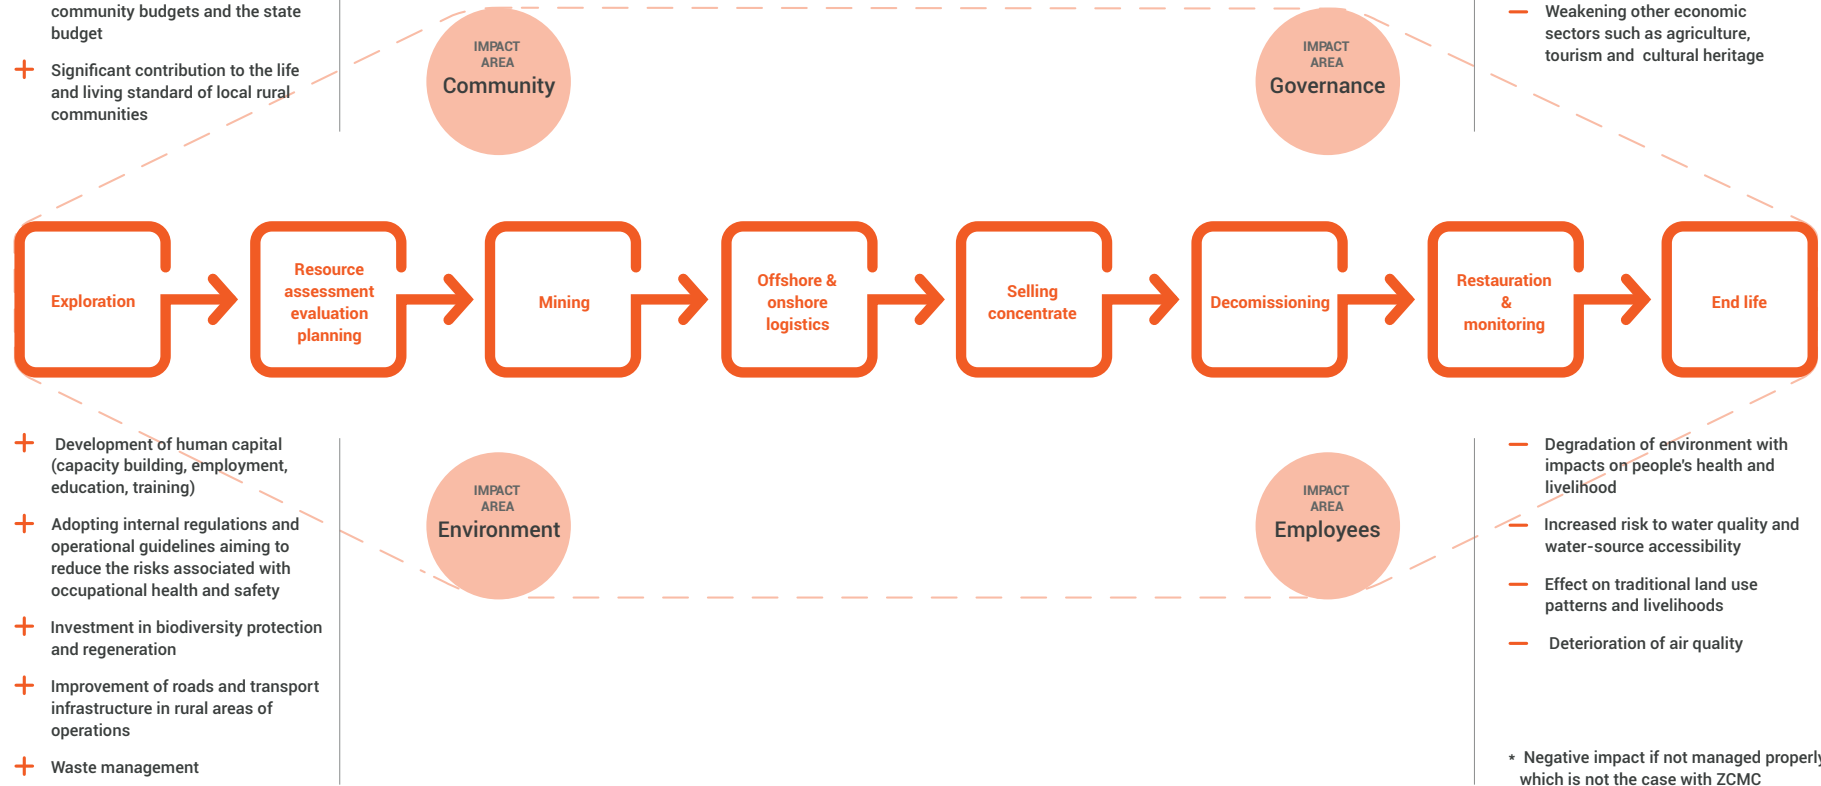 community budgets and the state
budget
+ Significant contribution to the life
and living standard of local rural
communities
IMPACT
AREA
Community
IMPACT
AREA
Governance
— Weakening other economic
sectors such as agriculture,
tourism and cultural heritage
Exploration
Resource
assessment
evaluation
planning
Mining
Offshore &
onshore
logistics
Selling
concentrate
Decomissioning
Restauration
&
monitoring
End life
+ Development of human capital
(capacity building, employment,
education, training)
+ Adopting internal regulations and
operational guidelines aiming to
reduce the risks associated with
occupational health and safety
+ Investment in biodiversity protection
and regeneration
+ Improvement of roads and transport
infrastructure in rural areas of
operations
+ Waste management
IMPACT
AREA
Environment
IMPACT
AREA
Employees
— Degradation of environment with
impacts on people's health and
livelihood
— Increased risk to water quality and
water-source accessibility
— Effect on traditional land use
patterns and livelihoods
— Deterioration of air quality
* Negative impact if not managed properly
which is not the case with ZCMC